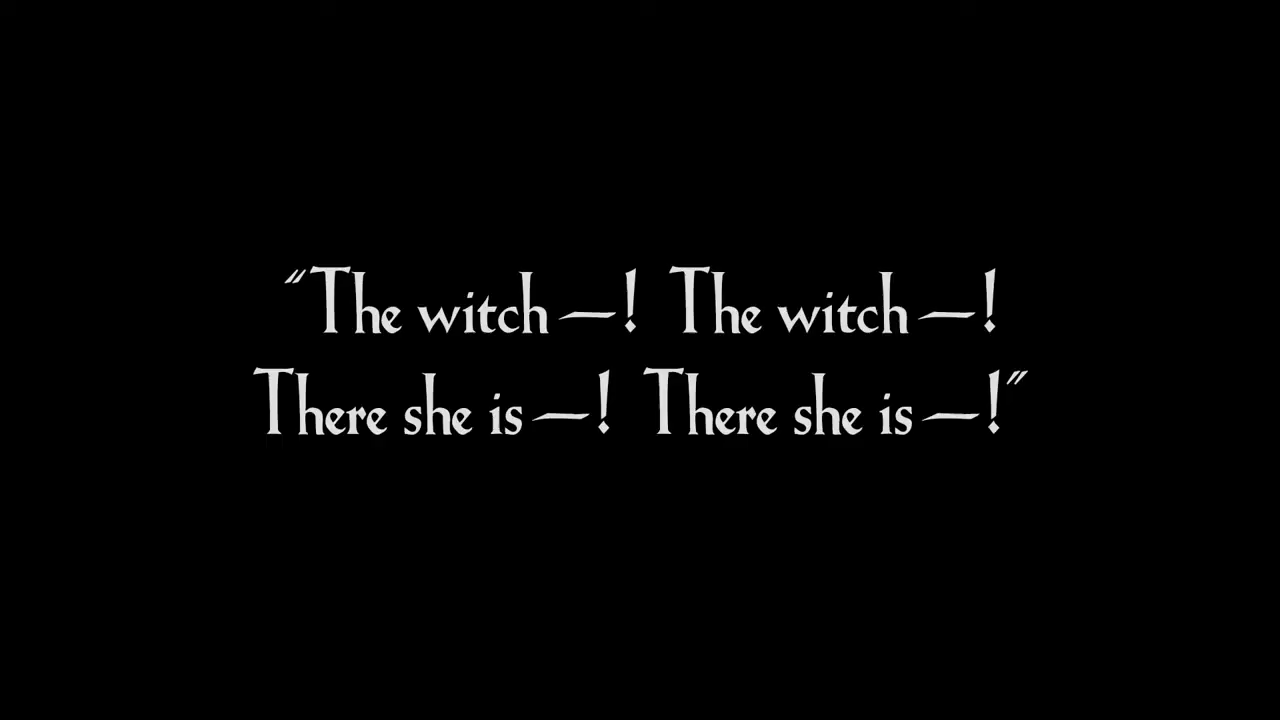 "The witch—! The witch—!
There she is—! There she is—!"